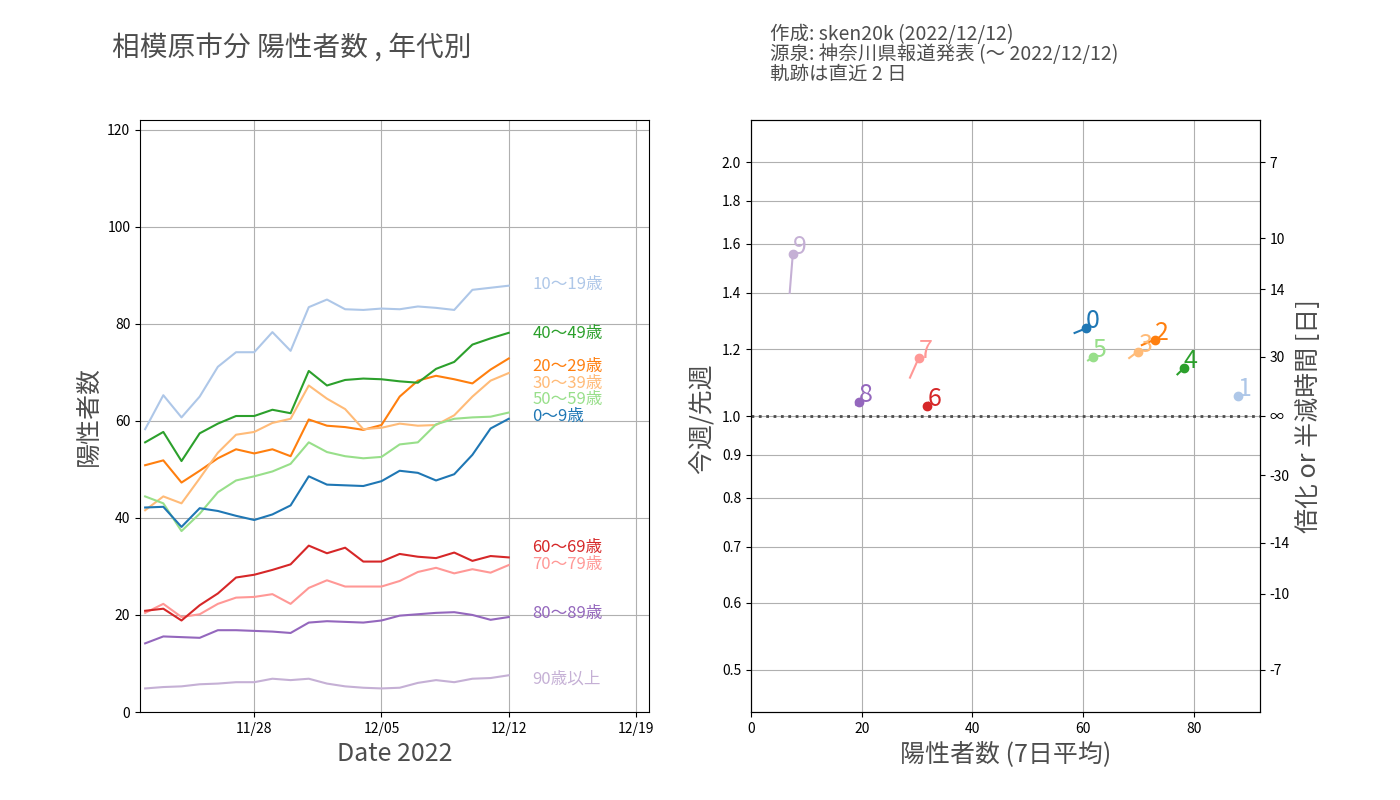 相模原市分 陽性者数 , 年代別
作成: sken20k (2022/12/12)
源泉: 神奈川県報道発表 (〜 2022/12/12)
軌跡は直近 2 日
陽性者数
120
100
80
60
40
20
0
10〜19歳
40〜49歳
20〜29歳
30〜39歳
50〜59歳
0〜9歳
60〜69歳
70〜79歳
80〜89歳
90歳以上
11/28
12/05
12/12
12/19
Date 2022
今週/先週
2.0
1.8
1.6
1.4
1.2
1.0
0.9
0.8
0.7
0.6
0.5
9
0
2
3
5
7
4
1
8
6
7
10
14
30
∞
-30
-14
-10
-7
倍化 or 半減時間 [日]
0
20
40
60
80
陽性者数 (7日平均)